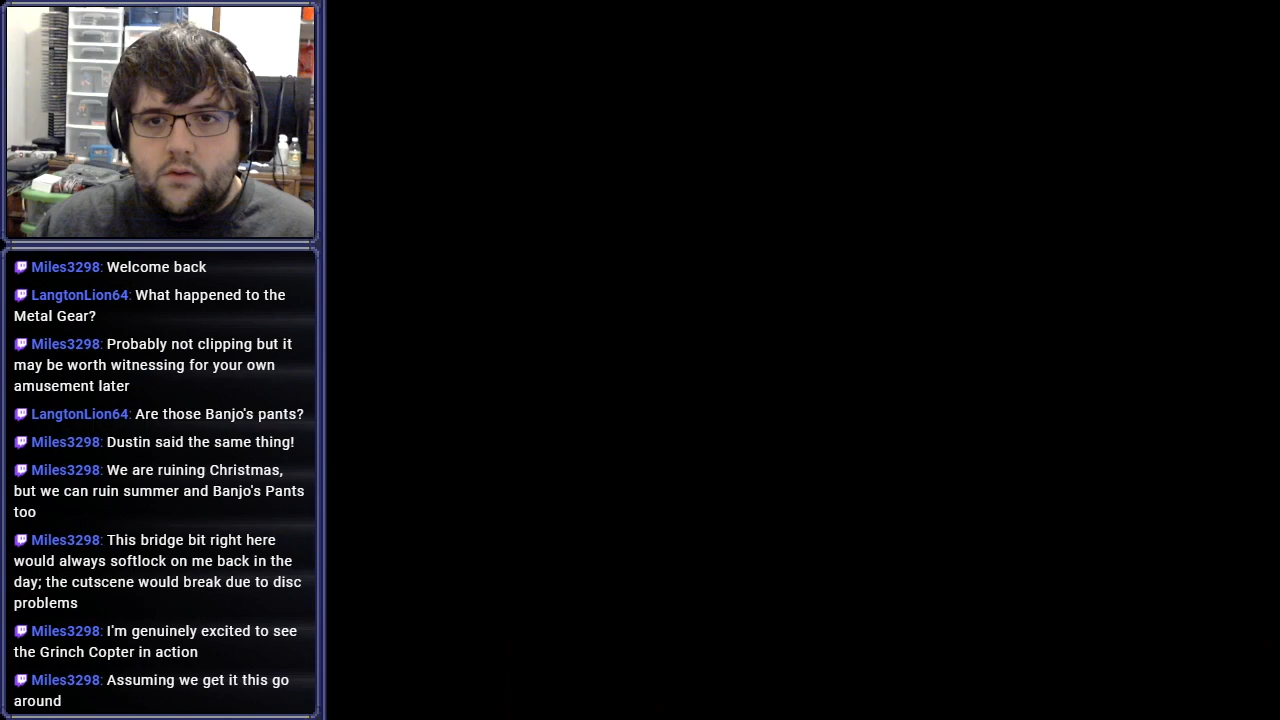 Miles3298: Welcome back
LangtonLion64: What happened to the
Metal Gear?
Miles3298: Probably not clipping but it
may be worth witnessing for your own
amusement later
LangtonLion64: Are those Banjo's pants?
Miles3298: Dustin said the same thing!
Miles3298: We are ruining Christmas,
but we can ruin summer and Banjo's Pants
too
Miles3298: This bridge bit right here
would always softlock on me back in the
day; the cutscene would break due to disc
problems
Miles3298: I'm genuinely excited to see
the Grinch Copter in action
Miles3298: Assuming we get it this go
around